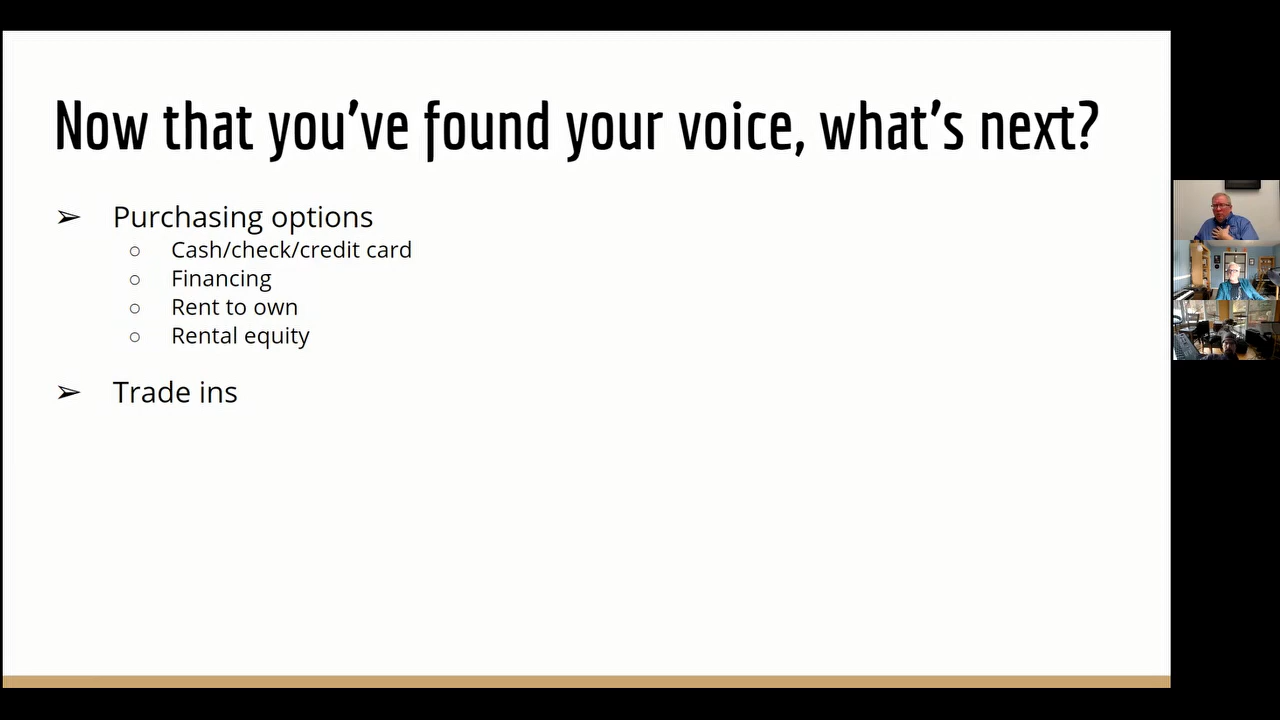 Now that you've found your voice, what's next?
➢ Purchasing options
○ Cash/check/credit card
○ Financing
○ Rent to own
○ Rental equity
➢ Trade ins